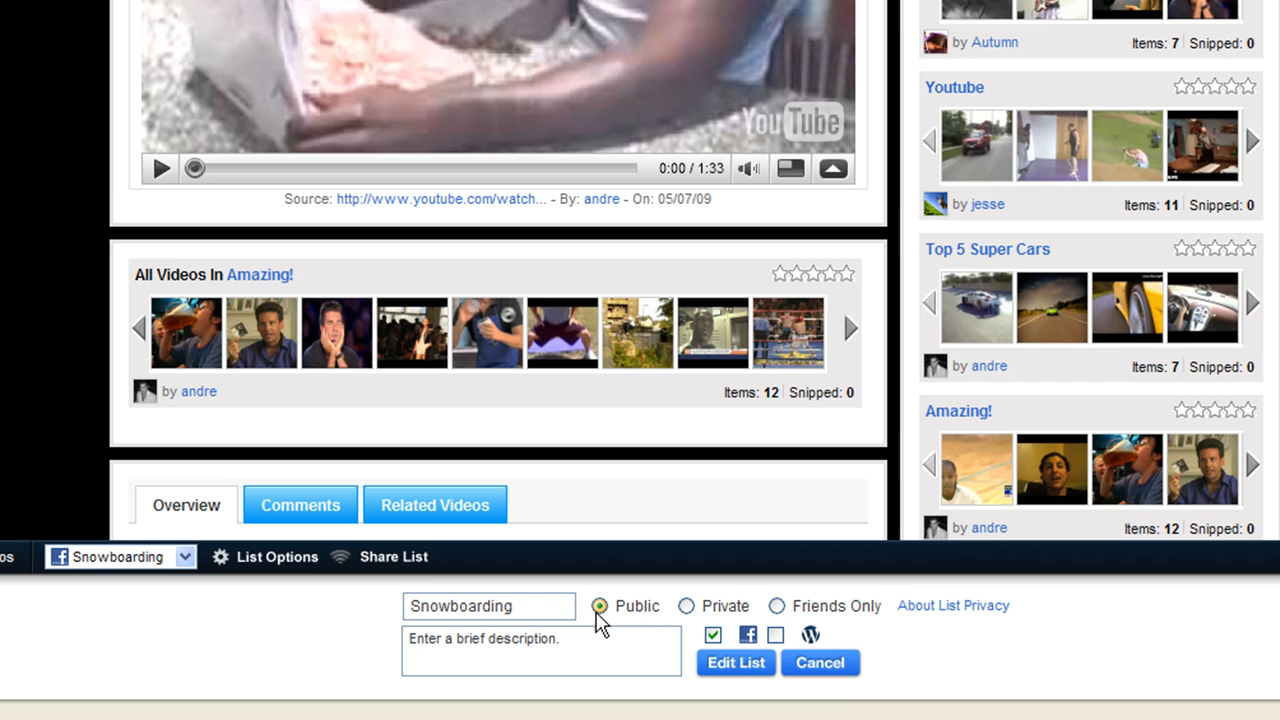 YouTube
0:00 / 1:33
Source: http://www.youtube.com/watch... - By: andre - On: 05/07/09
All Videos In Amazing!
by andre
Items: 12 Snipped: 0
Overview Comments Related Videos
by Autumn
Items: 7 Snipped: 0
Youtube
by jesse
Items: 11 Snipped: 0
Top 5 Super Cars
by andre
Items: 7 Snipped: 0
Amazing!
by andre
Items: 12 Snipped: 0
os Snowboarding List Options Share List
Snowboarding Public Private Friends Only About List Privacy
Enter a brief description.
Edit List Cancel